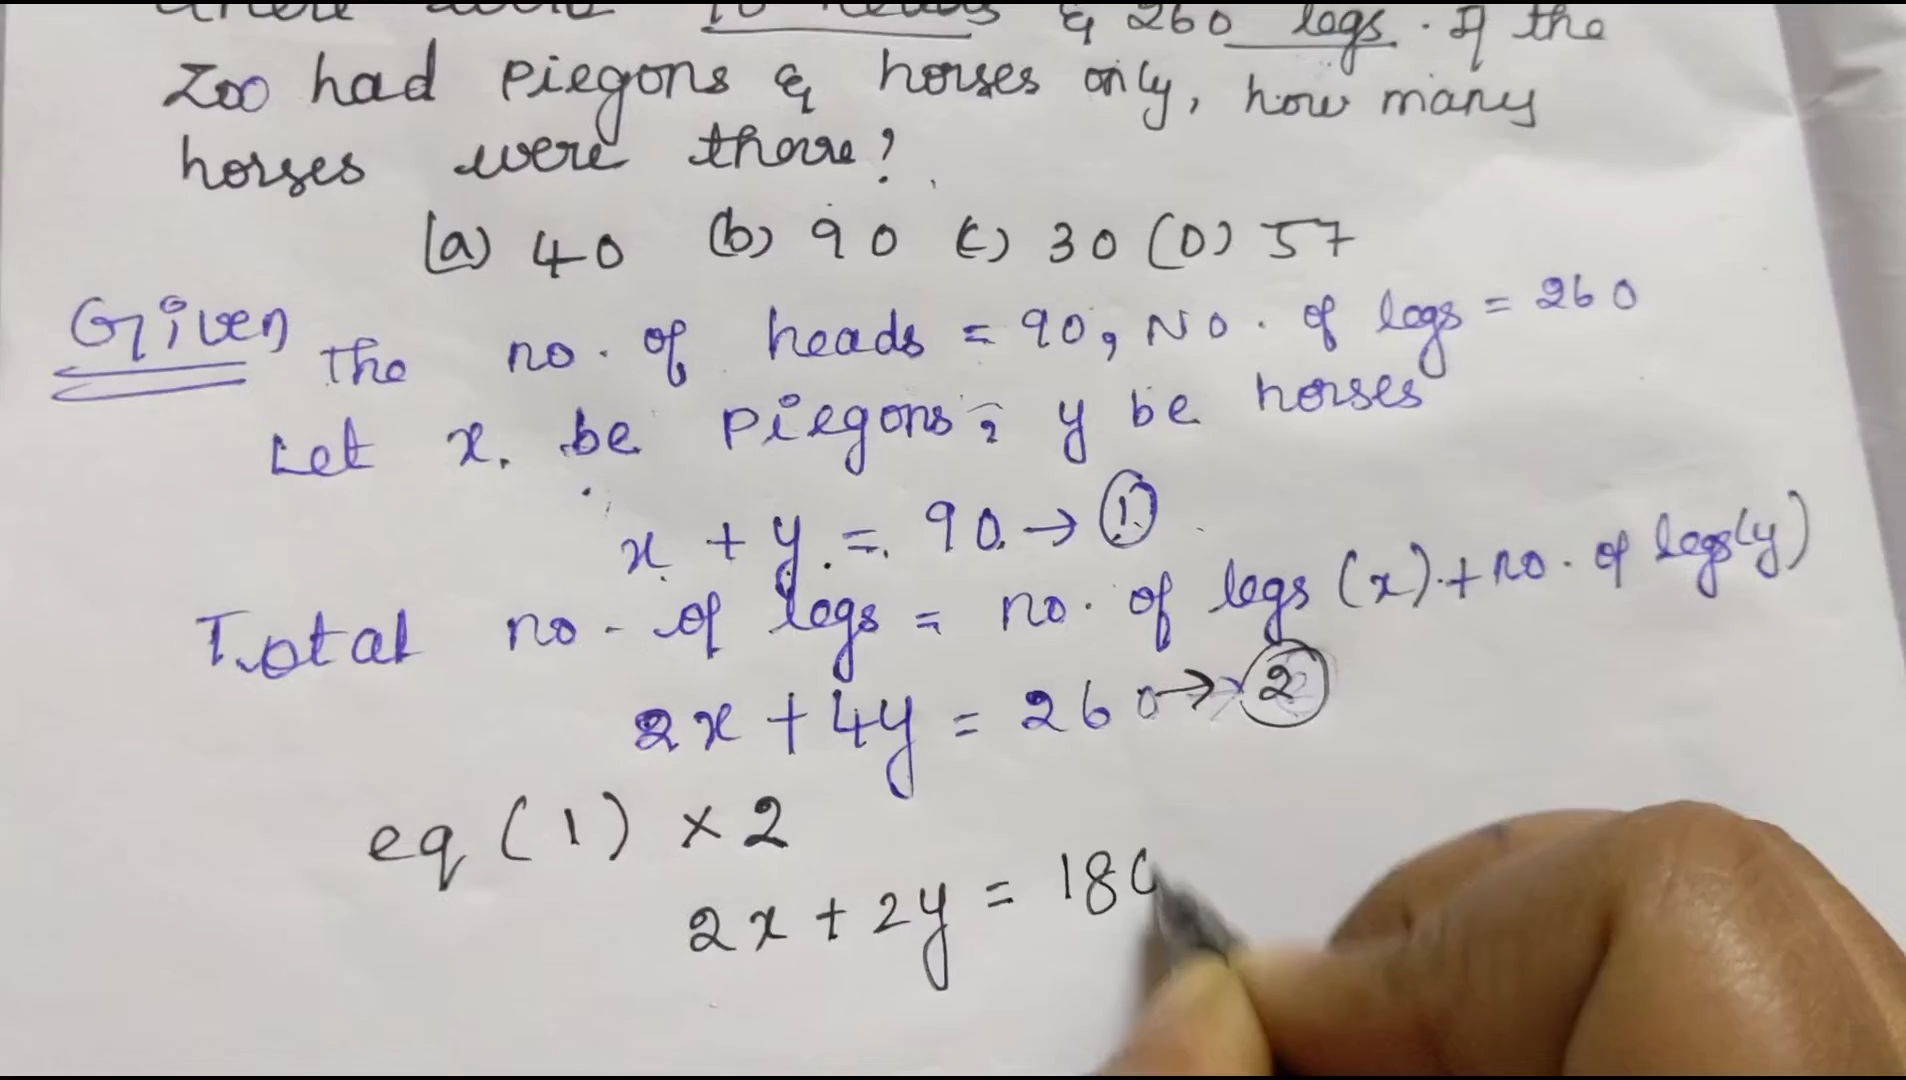 90 heads & 260 legs. If the
Zoo had Piegons & horses only, how many
horses were there?
(a) 40 (b) 90 (c) 30 (D) 57
Given The no. of heads = 90, No. of legs = 260
Let x. be Piegons, y be horses
x + y = 90 → ①
Total no. of legs = no. of legs (x) + no. of legs(y)
2x + 4y = 260 → ②
eq (1) × 2
2x + 2y = 180